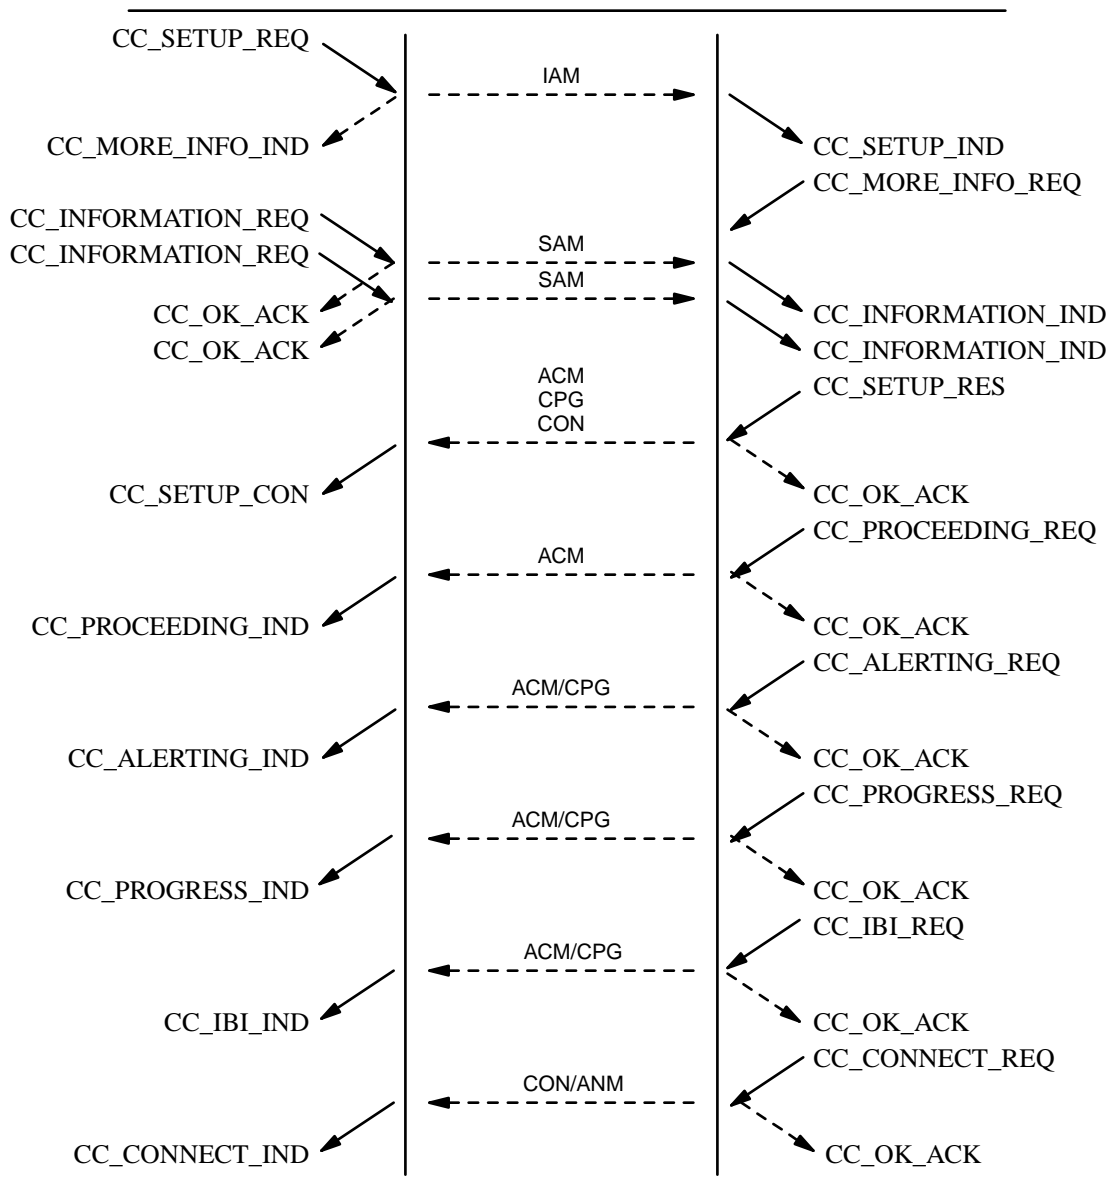 CC_SETUP_REQ
IAM
CC_MORE_INFO_IND
CC_SETUP_IND
CC_MORE_INFO_REQ
CC_INFORMATION_REQ
SAM
CC_INFORMATION_REQ
SAM
CC_OK_ACK
CC_INFORMATION_IND
CC_OK_ACK
CC_INFORMATION_IND
ACM
CC_SETUP_RES
CPG
CON
CC_SETUP_CON
CC_OK_ACK
CC_PROCEEDING_REQ
ACM
CC_PROCEEDING_IND
CC_OK_ACK
CC_ALERTING_REQ
ACM/CPG
CC_ALERTING_IND
CC_OK_ACK
CC_PROGRESS_REQ
ACM/CPG
CC_PROGRESS_IND
CC_OK_ACK
CC_IBI_REQ
ACM/CPG
CC_IBI_IND
CC_OK_ACK
CC_CONNECT_REQ
CON/ANM
CC_CONNECT_IND
CC_OK_ACK